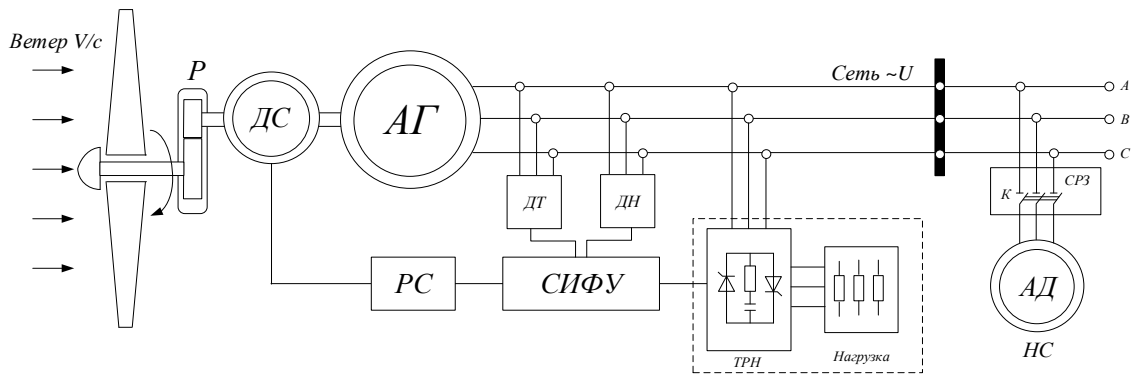 Ветер V/c
P
ДС
АГ
Сеть ~U
A
B
C
ДТ
ДН
К
СРЗ
РС
СИФУ
ТРН
Нагрузка
АД
НС